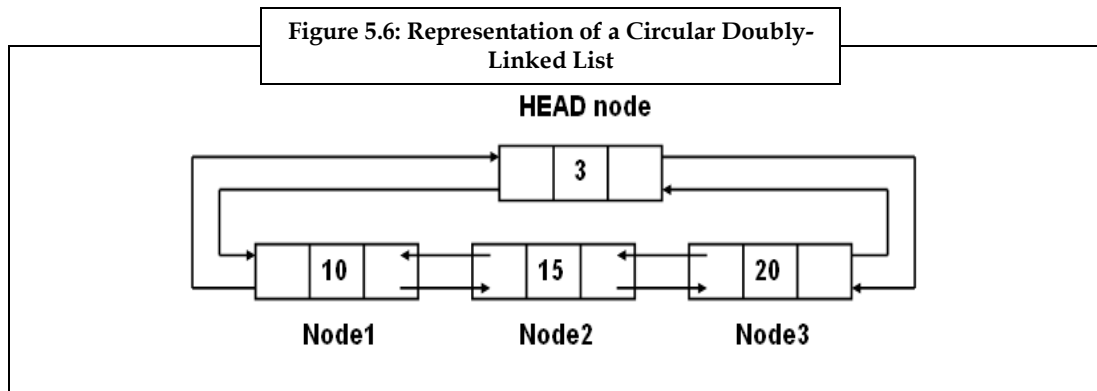 Figure 5.6: Representation of a Circular Doubly-
Linked List
HEAD node
3
10 15 20
Node1 Node2 Node3